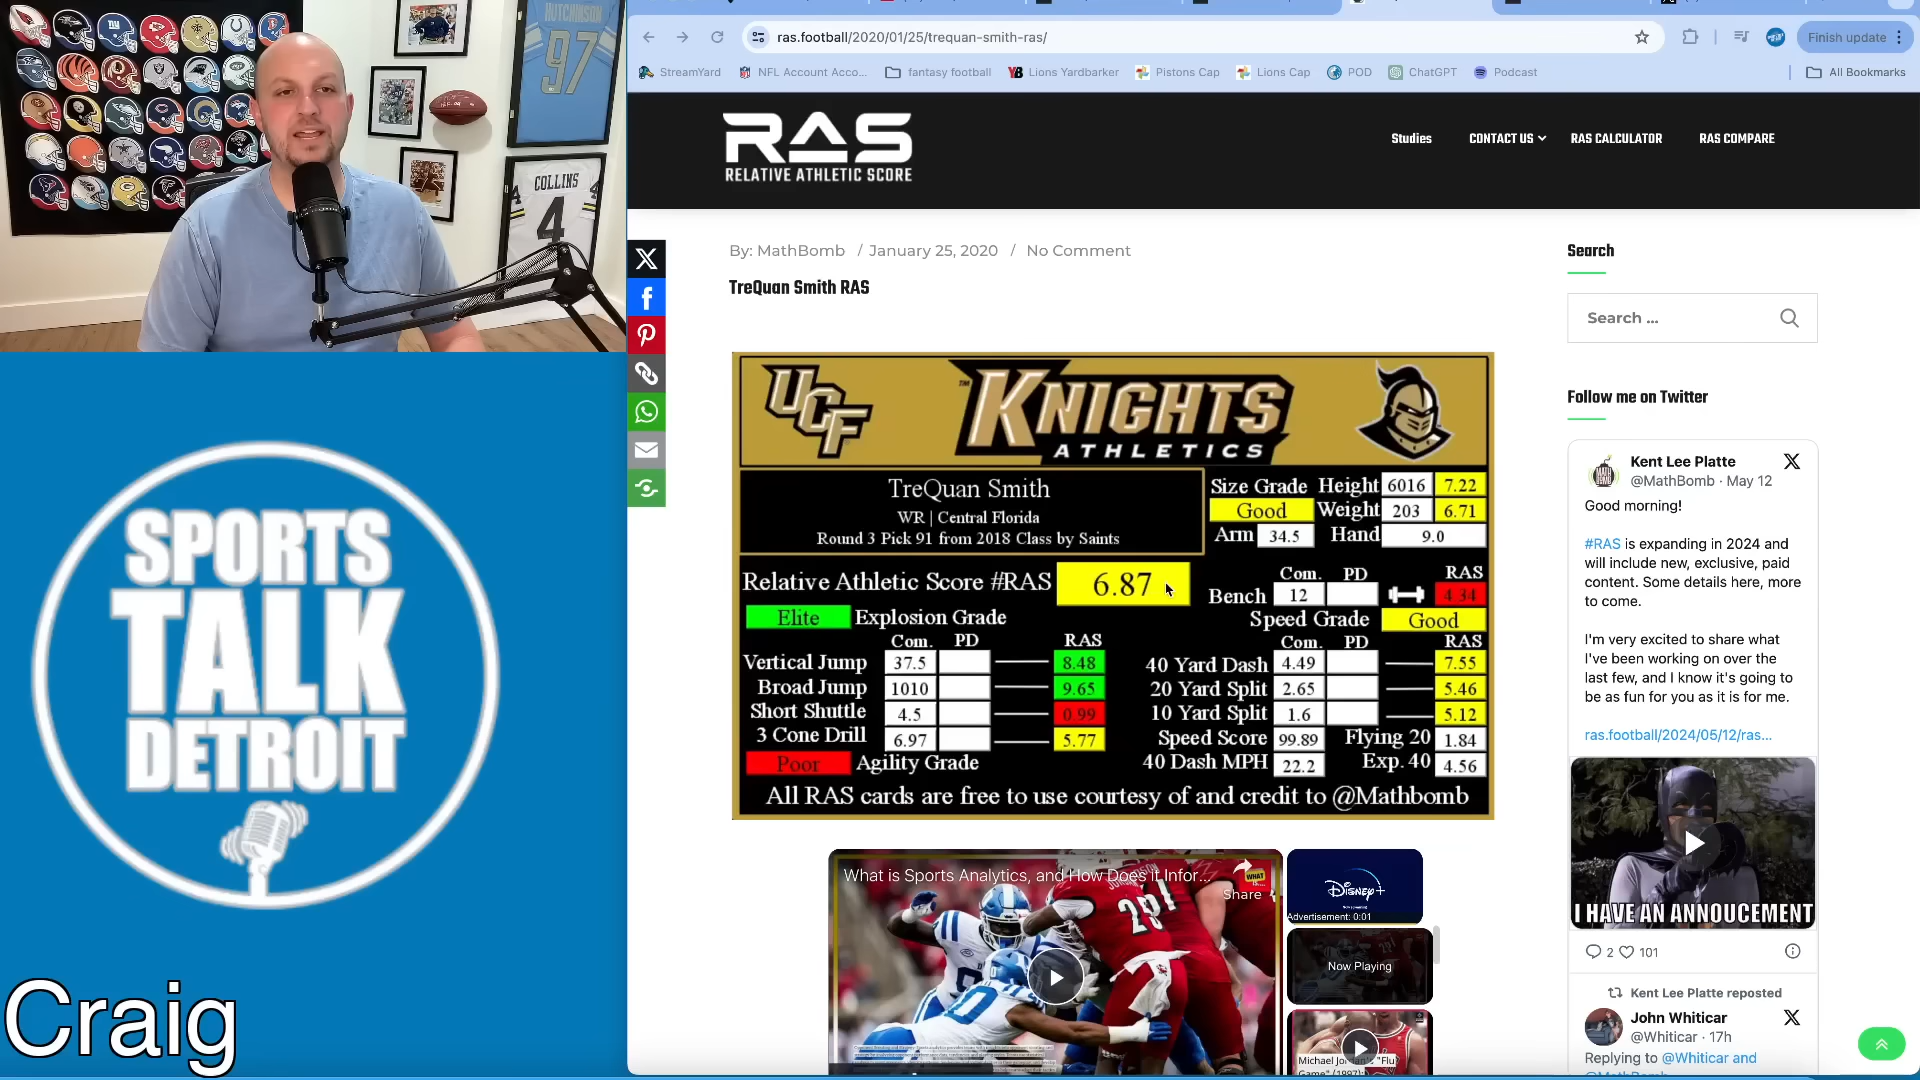 HUTCHINSON
97
COLLINS
4
SPORTS
TALK
DETROIT
Craig
ras.football/2020/01/25/trequan-smith-ras/
Finish update
StreamYard
NFL Account Acco...
fantasy football
Lions Yardbarker
Pistons Cap
Lions Cap
POD
ChatGPT
Podcast
All Bookmarks
RAS
RELATIVE ATHLETIC SCORE
Studies
CONTACT US
RAS CALCULATOR
RAS COMPARE
By: MathBomb / January 25, 2020 / No Comment
TreQuan Smith RAS
UCF
KNIGHTS
ATHLETICS
TreQuan Smith
WR | Central Florida
Round 3 Pick 91 from 2018 Class by Saints
Size Grade Height 6016 7.22
Good Weight 203 6.71
Arm 34.5 Hand 9.0
Relative Athletic Score #RAS 6.87
Com. PD RAS
Bench 12 4.34
Elite Explosion Grade
Speed Grade Good
Com. PD RAS
Vertical Jump 37.5 8.48
Broad Jump 1010 9.65
Short Shuttle 4.5 0.99
3 Cone Drill 6.97 5.77
Poor Agility Grade
Com. PD RAS
40 Yard Dash 4.49 7.55
20 Yard Split 2.65 5.46
10 Yard Split 1.6 5.12
Speed Score 99.89 Flying 20 1.84
40 Dash MPH 22.2 Exp. 40 4.56
All RAS cards are free to use courtesy of and credit to @Mathbomb
What is Sports Analytics, and How Does it Infor...
Share
Disney+
Advertisement: 0:01
Now Playing
Michael Jordan's "Flu
Game" (1997):
Search
Search ...
Follow me on Twitter
Kent Lee Platte
@MathBomb · May 12
Good morning!
#RAS is expanding in 2024 and
will include new, exclusive, paid
content. Some details here, more
to come.
I'm very excited to share what
I've been working on over the
last few, and I know it's going to
be as fun for you as it is for me.
ras.football/2024/05/12/ras...
I HAVE AN ANNOUCEMENT
2 101
Kent Lee Platte reposted
John Whiticar
@Whiticar · 17h
Replying to @Whiticar and